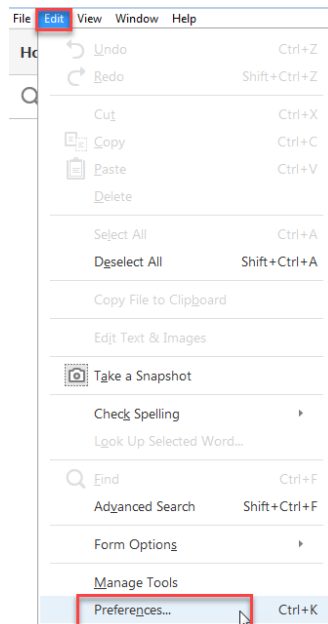 File Edit View Window Help
Ho
Undo Ctrl+Z
Redo Shift+Ctrl+Z
Cut Ctrl+X
Copy Ctrl+C
Paste Ctrl+V
Delete
Select All Ctrl+A
Deselect All Shift+Ctrl+A
Copy File to Clipboard
Edit Text & Images
Take a Snapshot
Check Spelling
Look Up Selected Word...
Find Ctrl+F
Advanced Search Shift+Ctrl+F
Form Options
Manage Tools
Preferences... Ctrl+K